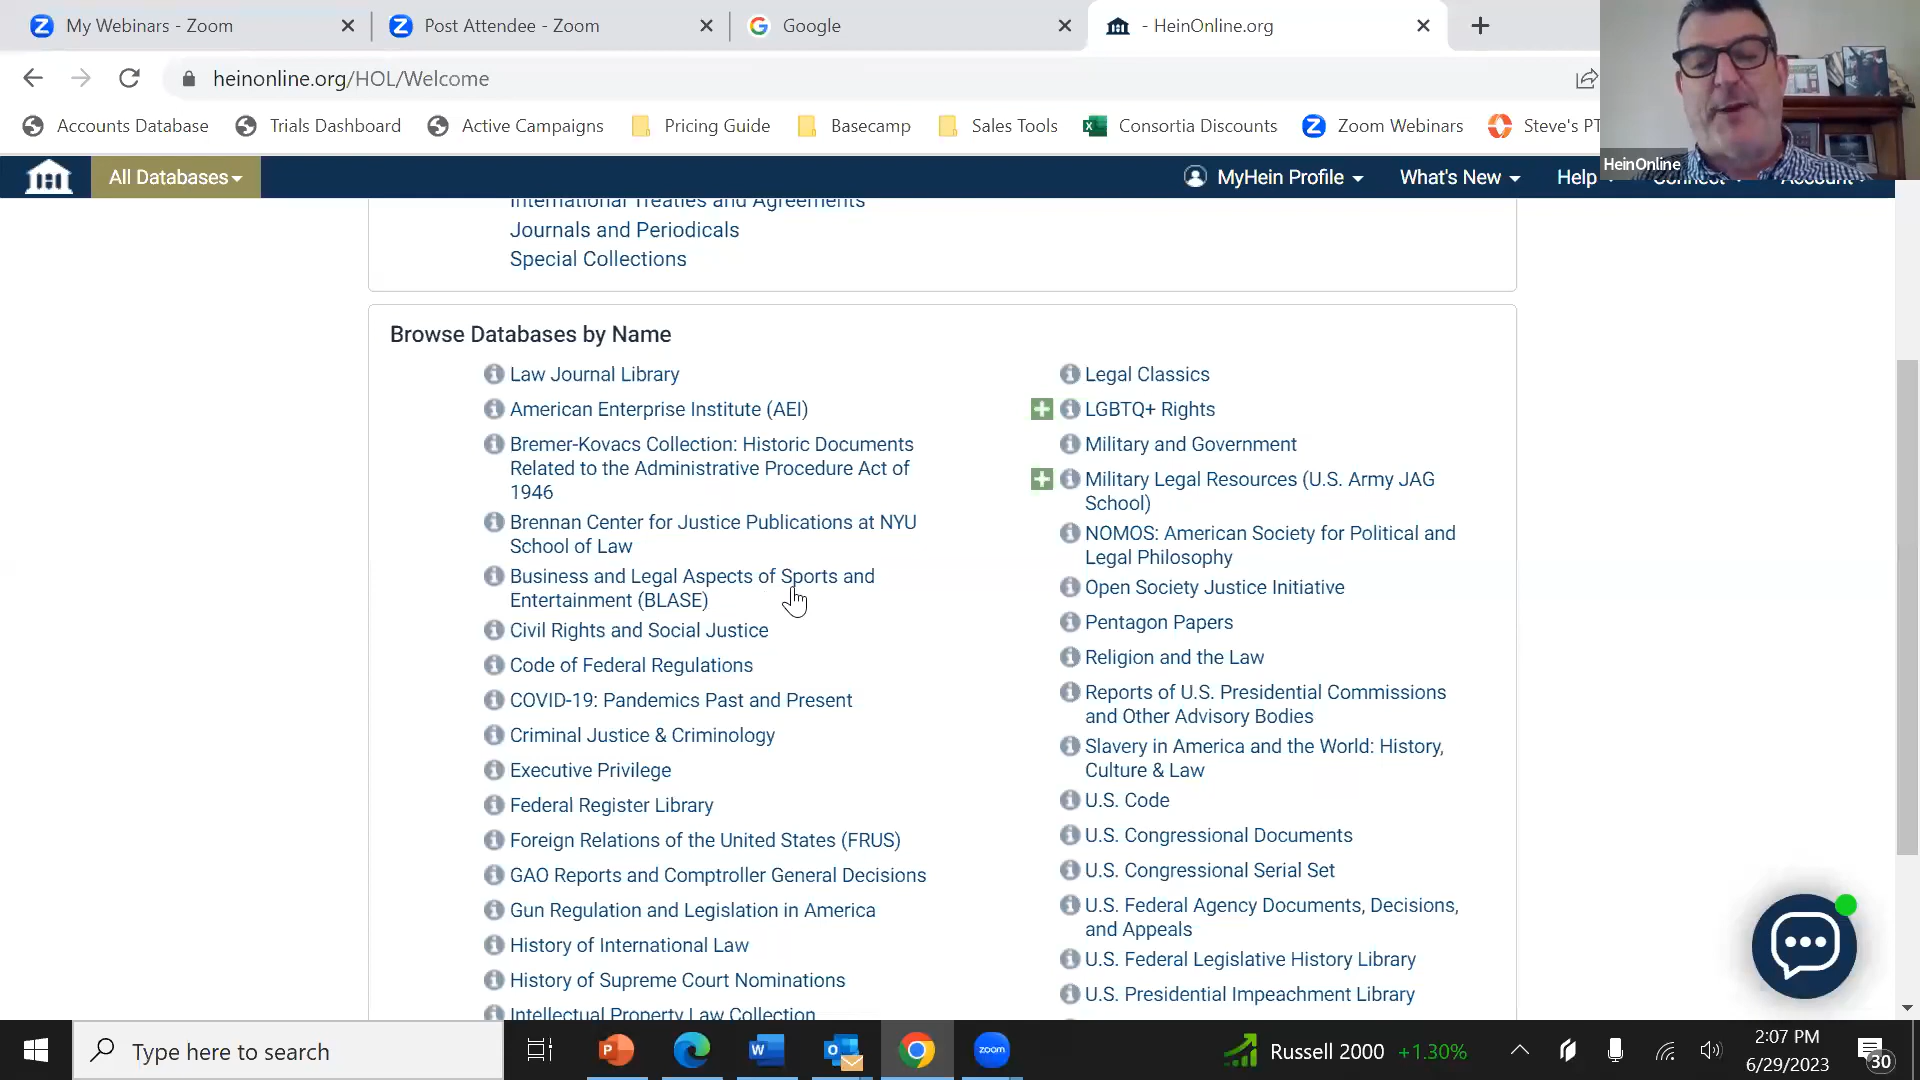 My Webinars - Zoom
Post Attendee - Zoom
Google
- HeinOnline.org
heinonline.org/HOL/Welcome
Accounts Database
Trials Dashboard
Active Campaigns
Pricing Guide
Basecamp
Sales Tools
Consortia Discounts
Zoom Webinars
Steve's PT
HeinOnline
All Databases
MyHein Profile
What's New
Help
Connect
Account
International Treaties and Agreements
Journals and Periodicals
Special Collections
Browse Databases by Name
Law Journal Library
American Enterprise Institute (AEI)
Bremer-Kovacs Collection: Historic Documents
Related to the Administrative Procedure Act of
1946
Brennan Center for Justice Publications at NYU
School of Law
Business and Legal Aspects of Sports and
Entertainment (BLASE)
Civil Rights and Social Justice
Code of Federal Regulations
COVID-19: Pandemics Past and Present
Criminal Justice & Criminology
Executive Privilege
Federal Register Library
Foreign Relations of the United States (FRUS)
GAO Reports and Comptroller General Decisions
Gun Regulation and Legislation in America
History of International Law
History of Supreme Court Nominations
Intellectual Property Law Collection
Legal Classics
LGBTQ+ Rights
Military and Government
Military Legal Resources (U.S. Army JAG
School)
NOMOS: American Society for Political and
Legal Philosophy
Open Society Justice Initiative
Pentagon Papers
Religion and the Law
Reports of U.S. Presidential Commissions
and Other Advisory Bodies
Slavery in America and the World: History,
Culture & Law
U.S. Code
U.S. Congressional Documents
U.S. Congressional Serial Set
U.S. Federal Agency Documents, Decisions,
and Appeals
U.S. Federal Legislative History Library
U.S. Presidential Impeachment Library
Type here to search
zoom
Russell 2000 +1.30%
2:07 PM
6/29/2023
30